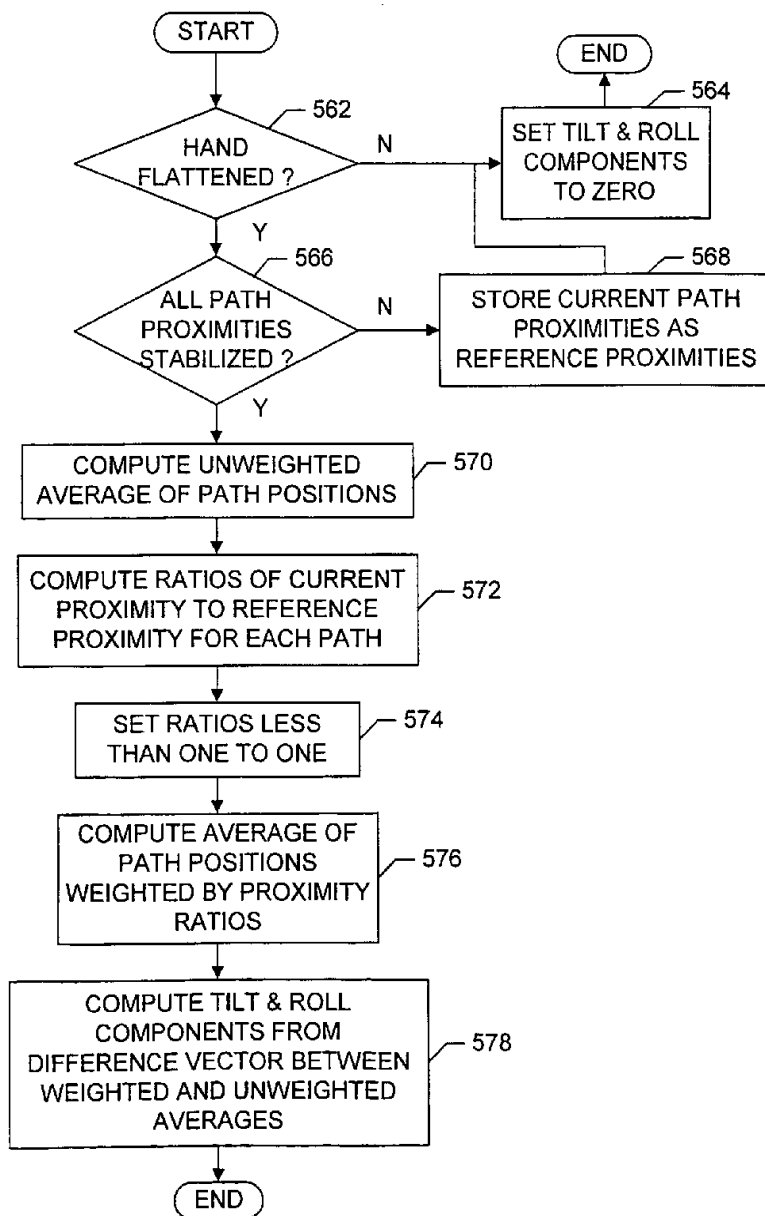 START
END
562
564
HAND
FLATTENED ?
N
SET TILT & ROLL
COMPONENTS
TO ZERO
Y
566
568
ALL PATH
PROXIMITIES
STABILIZED ?
N
STORE CURRENT PATH
PROXIMITIES AS
REFERENCE PROXIMITIES
Y
COMPUTE UNWEIGHTED
AVERAGE OF PATH POSITIONS
570
COMPUTE RATIOS OF CURRENT
PROXIMITY TO REFERENCE
PROXIMITY FOR EACH PATH
572
SET RATIOS LESS
THAN ONE TO ONE
574
COMPUTE AVERAGE OF
PATH POSITIONS
WEIGHTED BY PROXIMITY
RATIOS
576
COMPUTE TILT & ROLL
COMPONENTS FROM
DIFFERENCE VECTOR BETWEEN
WEIGHTED AND UNWEIGHTED
AVERAGES
578
END